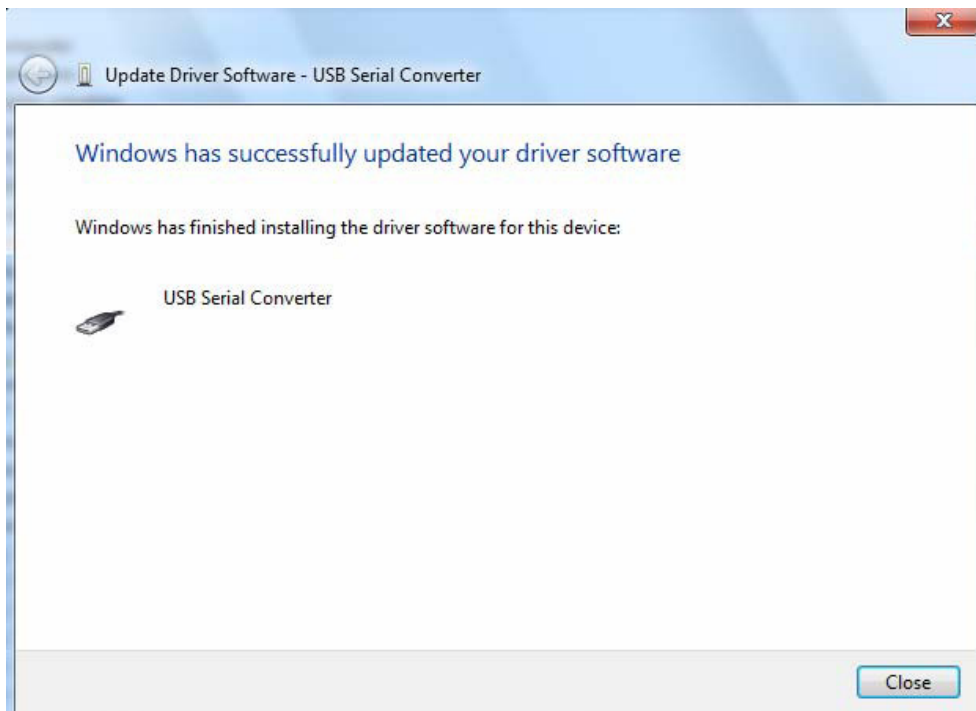 Update Driver Software - USB Serial Converter
Windows has successfully updated your driver software
Windows has finished installing the driver software for this device:
USB Serial Converter
Close